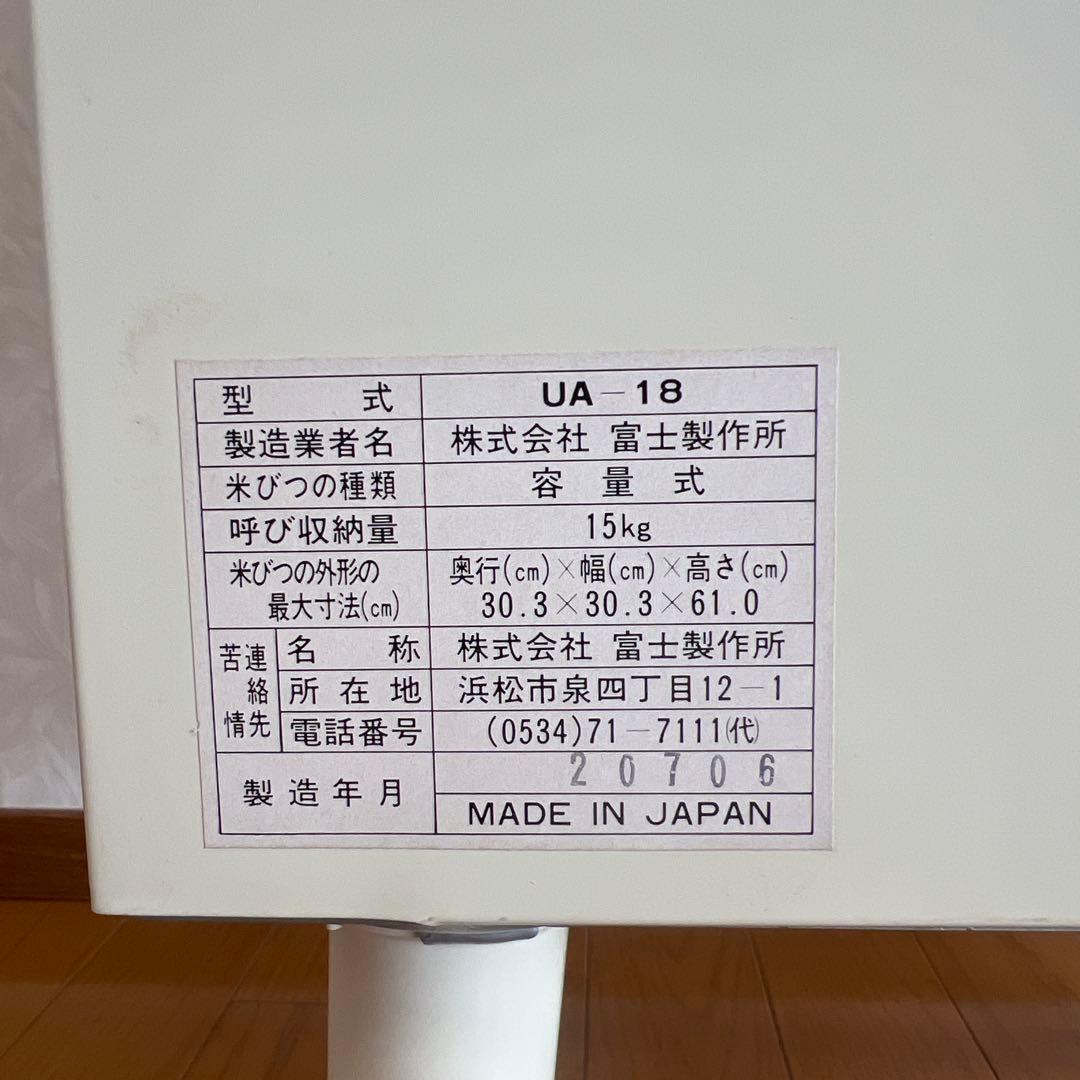 型式 UA-18
製造業者名 株式会社 富士製作所
米びつの種類 容量式
呼び収納量 15kg
米びつの外形の 奥行(cm)×幅(cm)×高さ(cm)
最大寸法(cm) 30.3×30.3×61.0
苦情連絡先
名称 株式会社 富士製作所
所在地 浜松市泉四丁目12-1
電話番号 (0534)71-7111(代)
製造年月 20706
MADE IN JAPAN